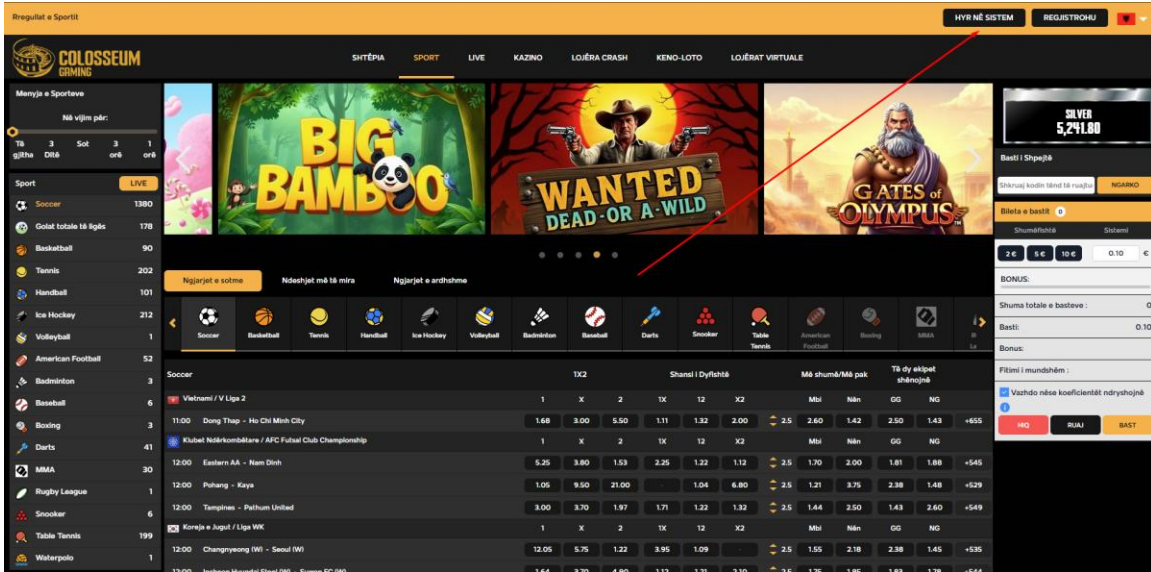 Rregullat e Sportit
HYR NË SISTEM
REGJISTROHU
COLOSSEUM
GAMING
SHTËPIA
SPORT
LIVE
KAZINO
LOJËRA CRASH
KENO-LOTO
LOJËRAT VIRTUALE
Menyja e Sporteve
Në vijim për:
Të gjitha
3 Ditë
Sot
3 orë
1 orë
Sport
LIVE
Soccer 1380
Golat totale të ligës 178
Basketball 90
Tennis 202
Handball 101
Ice Hockey 212
Volleyball 1
American Football 52
Badminton 3
Baseball 6
Boxing 3
Darts 41
MMA 30
Rugby League 1
Snooker 6
Table Tennis 199
Waterpolo 1
BIG
BAMBOO
WANTED
DEAD·OR A·WILD
GATES of
OLYMPUS
Ngjarjet e sotme
Ndeshjet më të mira
Ngjarjet e ardhshme
Soccer
Basketball
Tennis
Handball
Ice Hockey
Volleyball
Badminton
Baseball
Darts
Snooker
Table Tennis
American Football
Boxing
MMA
Soccer 1X2 Shansi i Dyfishtë Më shumë/Më pak Të dy ekipet shënojnë
Vietnami / V Liga 2 1 X 2 1X 12 X2 Mbi Nën GG NG
11:00 Dong Thap - Ho Chi Minh City 1.68 3.00 5.50 1.11 1.32 2.00 2.5 2.60 1.42 2.50 1.43 +655
Klubet Ndërkombëtare / AFC Futsal Club Championship 1 X 2 1X 12 X2 Mbi Nën GG NG
12:00 Eastern AA - Nam Dinh 5.25 3.80 1.53 2.25 1.22 1.12 2.5 1.70 2.00 1.81 1.88 +545
12:00 Pohang - Kaya 1.05 9.50 21.00 - 1.04 6.80 2.5 1.21 3.75 2.38 1.48 +529
12:00 Tampines - Pathum United 3.00 3.70 1.97 1.71 1.22 1.32 2.5 1.44 2.50 1.43 2.60 +549
Koreja e Jugut / Liga WK 1 X 2 1X 12 X2 Mbi Nën GG NG
12:00 Changnyeong (W) - Seoul (W) 12.05 5.75 1.22 3.95 1.09 - 2.5 1.55 2.18 2.38 1.45 +535
SILVER
5,241.80
Basti i Shpejtë
Shkruaj kodin tënd të ruajtu
NGARKO
Bileta e bastit 0
Shumëfishtë
Sistemi
2 € 5 € 10 € 0.10 €
BONUS:
Shuma totale e basteve : 0
Basti: 0.10
Bonus:
Fitimi i mundshëm :
Vazhdo nëse koeficientët ndryshojnë
HIQ
RUAJ
BAST